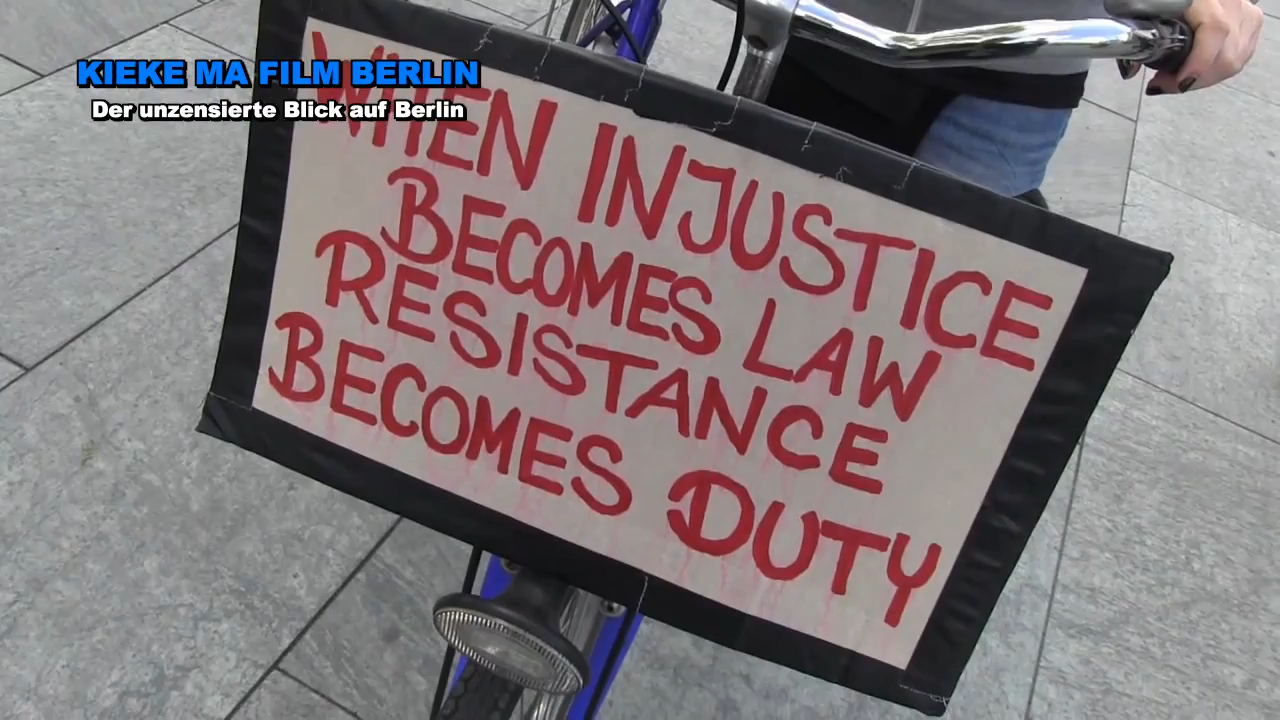 KIEKE MA FILM BERLIN
Der unzensierte Blick auf Berlin
WHEN INJUSTICE
BECOMES LAW
RESISTANCE
BECOMES DUTY